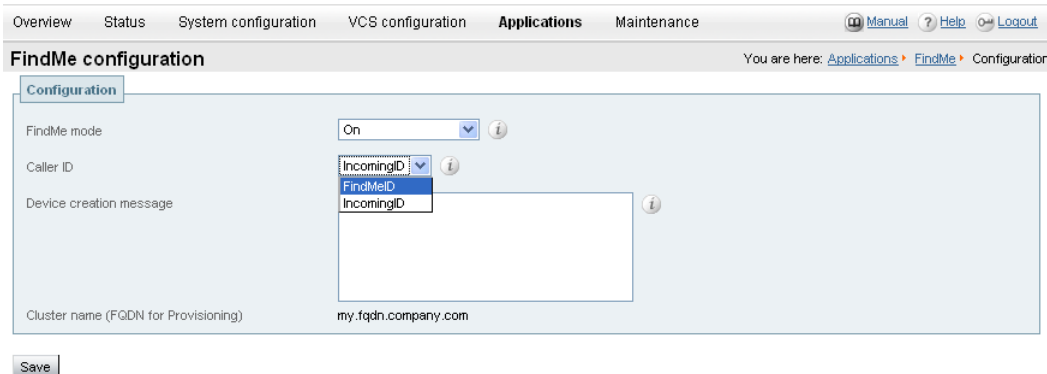 Overview Status System configuration VCS configuration Applications Maintenance Manual ? Help Logout
FindMe configuration You are here: Applications FindMe Configuration
Configuration
FindMe mode On i
Caller ID IncomingID i
FindMeID
IncomingID
Device creation message i
Cluster name (FQDN for Provisioning) my.fqdn.company.com
Save